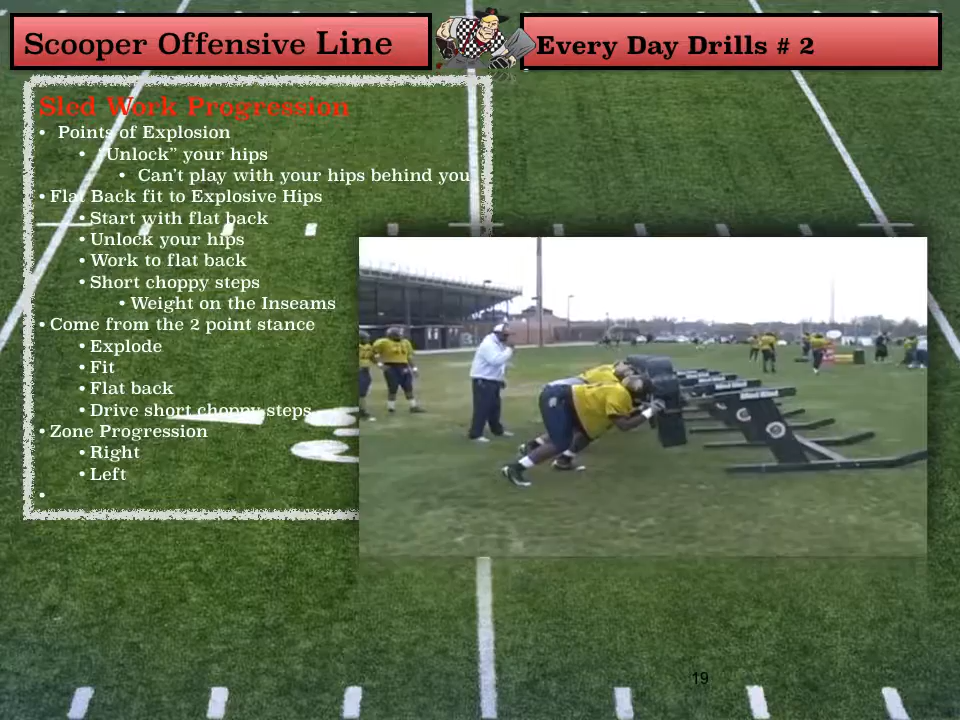 Scooper Offensive Line
Every Day Drills # 2
Sled Work Progression
• Points of Explosion
• “Unlock” your hips
• Can't play with your hips behind you
• Flat Back fit to Explosive Hips
• Start with flat back
• Unlock your hips
• Work to flat back
• Short choppy steps
• Weight on the Inseams
• Come from the 2 point stance
• Explode
• Fit
• Flat back
• Drive short choppy steps
• Zone Progression
• Right
• Left
•
19